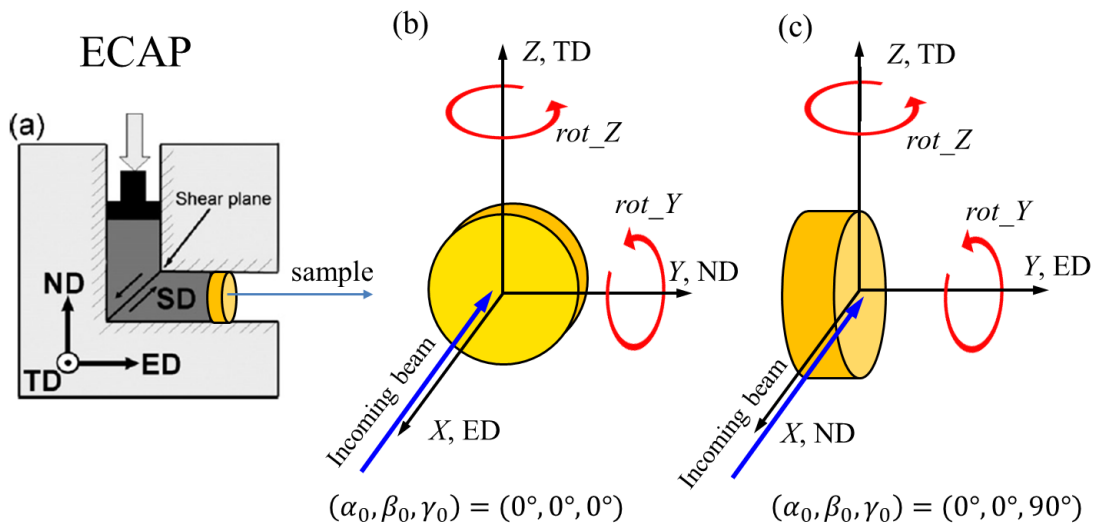 ECAP
(a)
Shear plane
ND
SD
TD
ED
sample
(b)
Z, TD
rot_Z
rot_Y
Y, ND
Incoming beam
X, ED
(α₀, β₀, γ₀) = (0°, 0°, 0°)
(c)
Z, TD
rot_Z
rot_Y
Y, ED
Incoming beam
X, ND
(α₀, β₀, γ₀) = (0°, 0°, 90°)